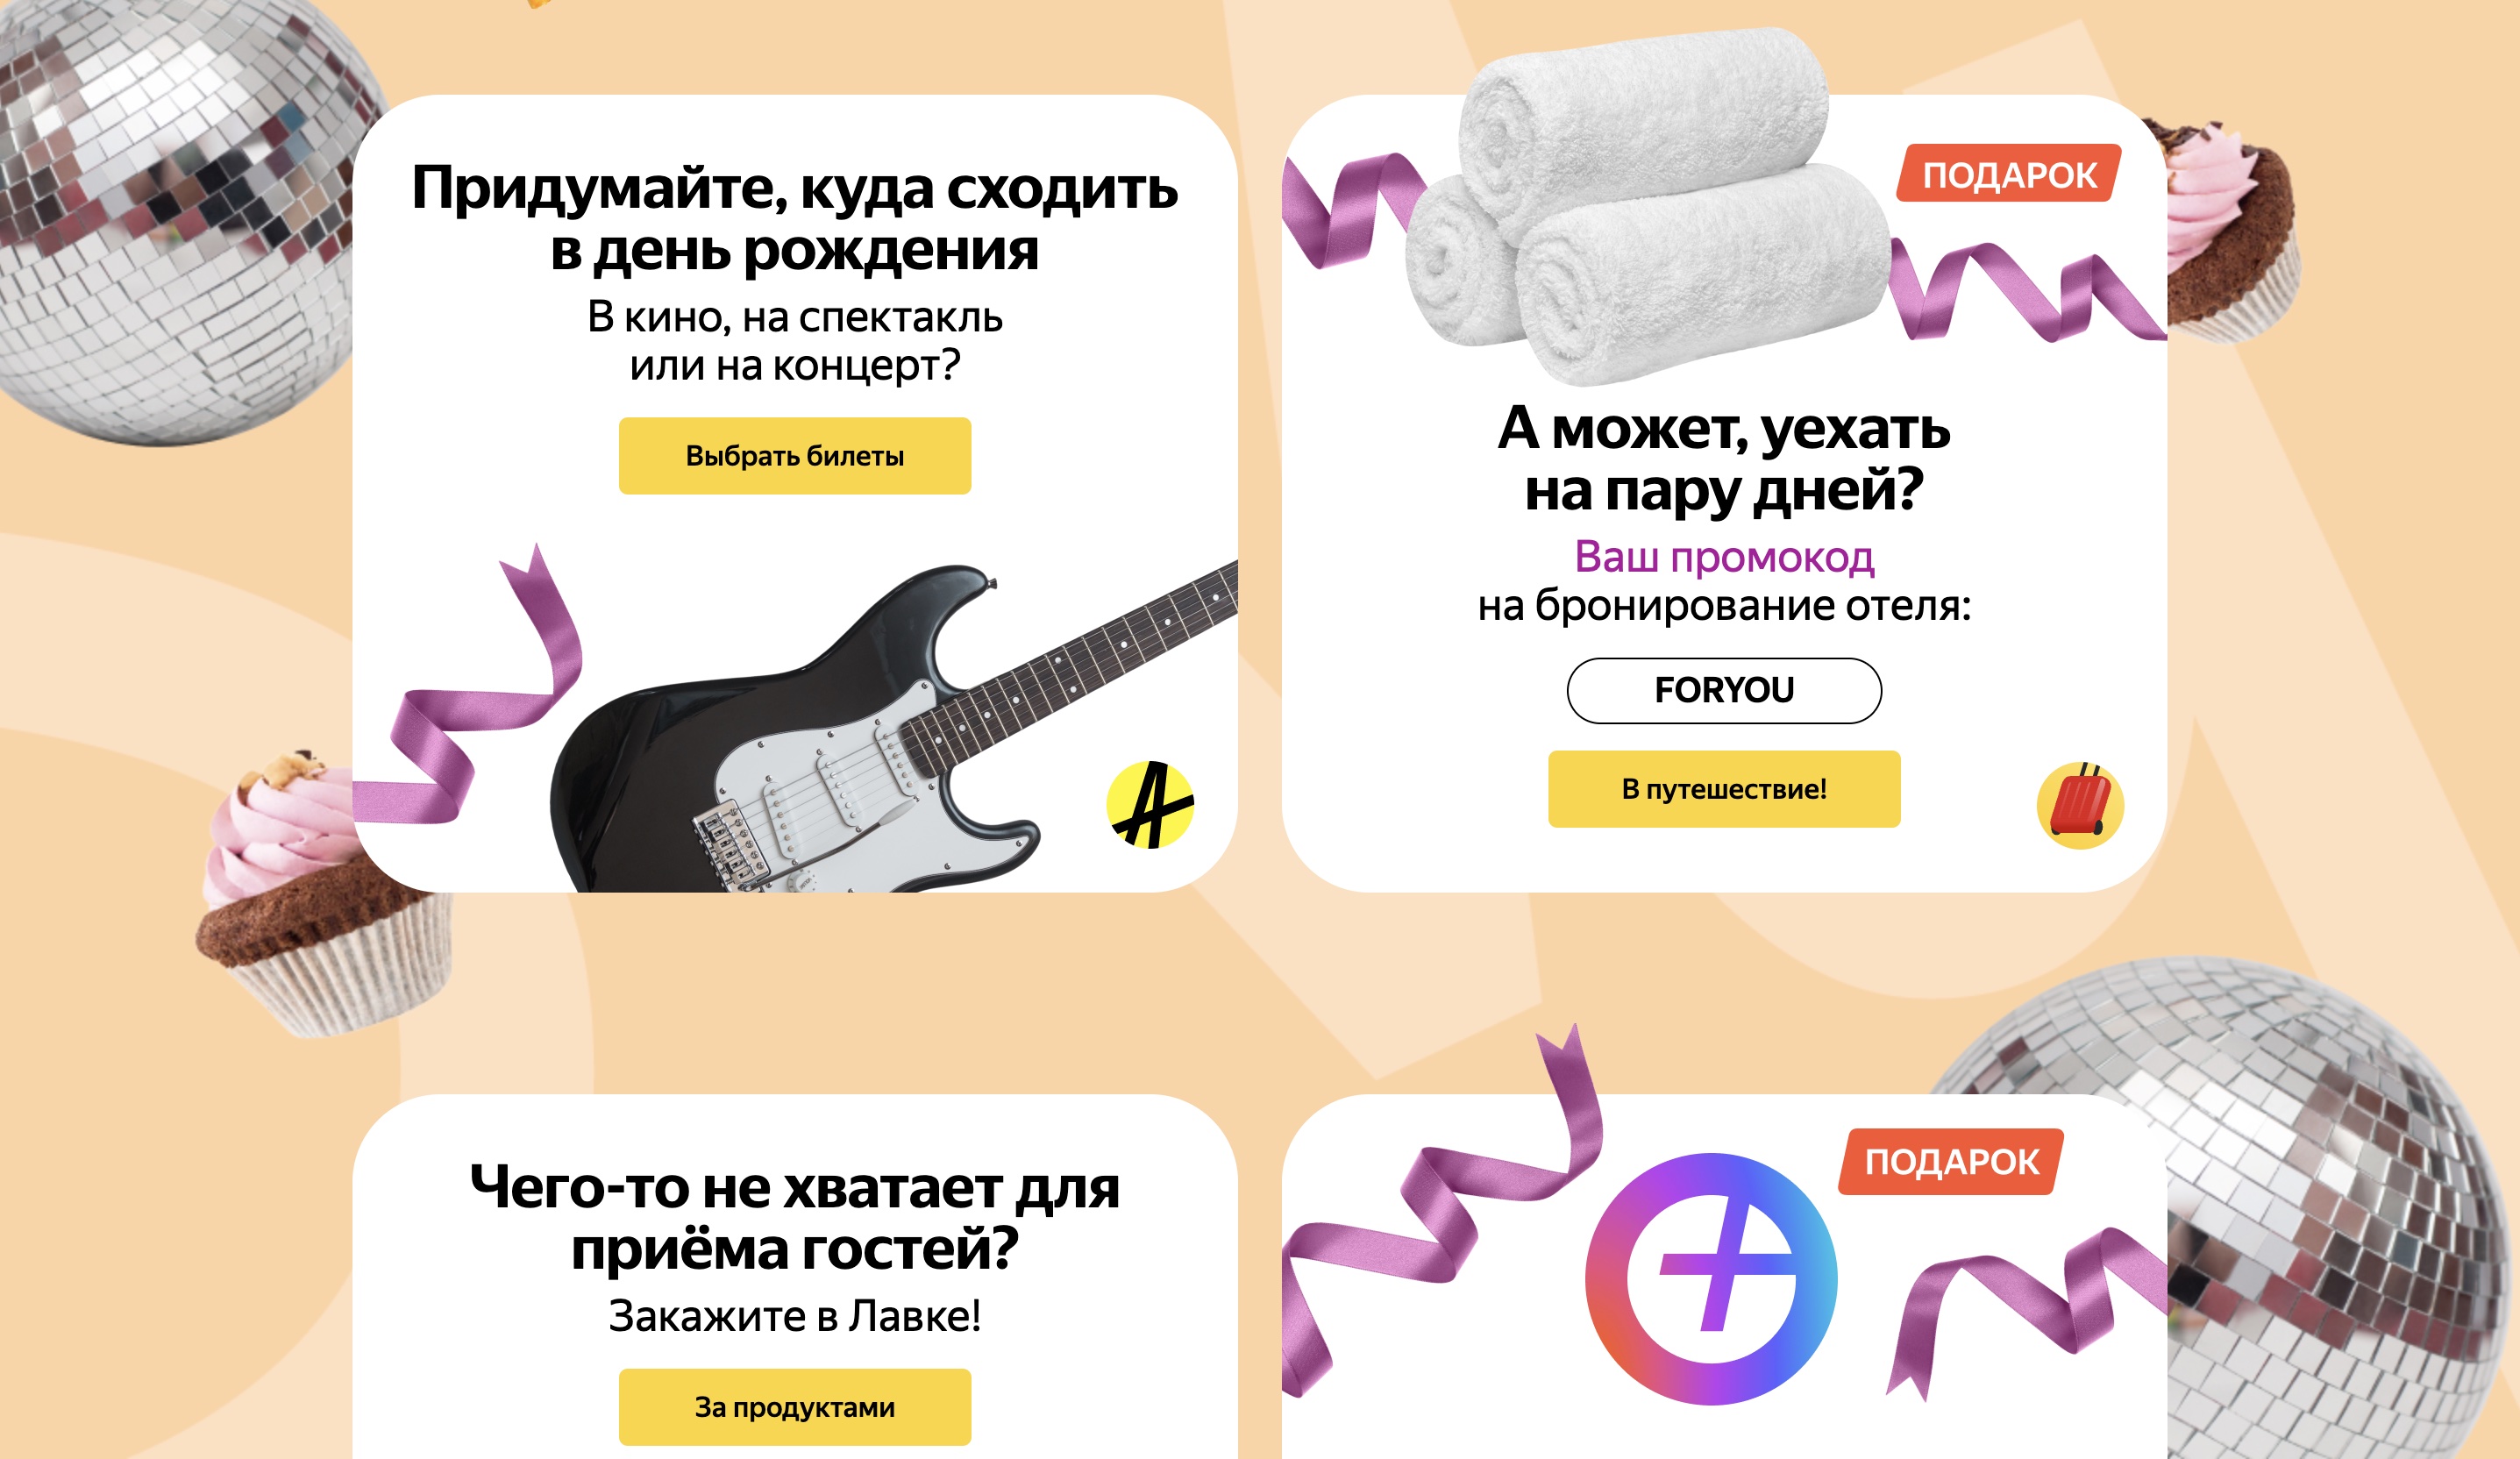 Придумайте, куда сходить
в день рождения
В кино, на спектакль
или на концерт?
Выбрать билеты
ПОДАРОК
А может, уехать
на пару дней?
Ваш промокод
на бронирование отеля:
FORYOU
В путешествие!
Чего-то не хватает для
приёма гостей?
Закажите в Лавке!
За продуктами
ПОДАРОК